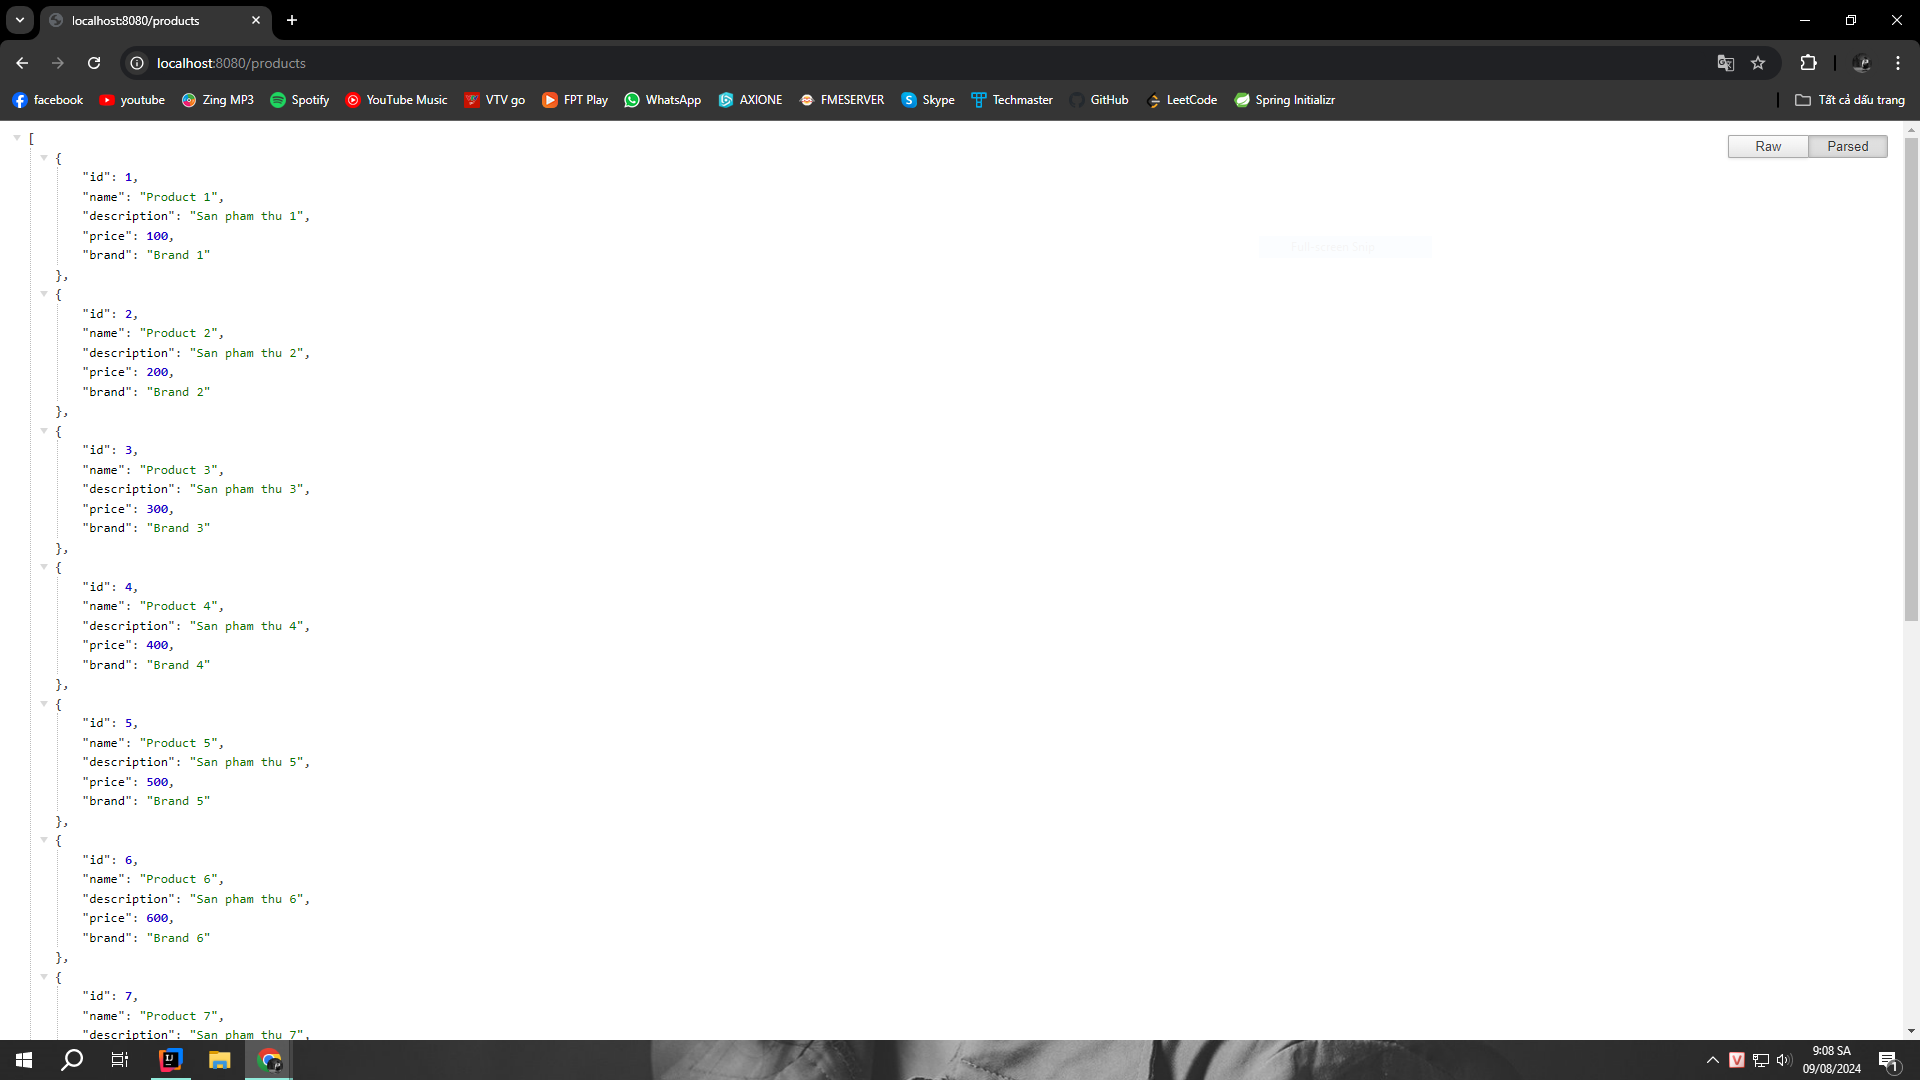 localhost:8080/products
localhost:8080/products
facebook youtube Zing MP3 Spotify YouTube Music VTV go FPT Play WhatsApp AXIONE FMESERVER Skype Techmaster GitHub LeetCode Spring Initializr Tất cả dấu trang
Raw Parsed
[
{
"id": 1,
"name": "Product 1",
"description": "San pham thu 1",
"price": 100,
"brand": "Brand 1"
},
{
"id": 2,
"name": "Product 2",
"description": "San pham thu 2",
"price": 200,
"brand": "Brand 2"
},
{
"id": 3,
"name": "Product 3",
"description": "San pham thu 3",
"price": 300,
"brand": "Brand 3"
},
{
"id": 4,
"name": "Product 4",
"description": "San pham thu 4",
"price": 400,
"brand": "Brand 4"
},
{
"id": 5,
"name": "Product 5",
"description": "San pham thu 5",
"price": 500,
"brand": "Brand 5"
},
{
"id": 6,
"name": "Product 6",
"description": "San pham thu 6",
"price": 600,
"brand": "Brand 6"
},
{
"id": 7,
"name": "Product 7",
"description": "San pham thu 7",
9:08 SA
09/08/2024
1